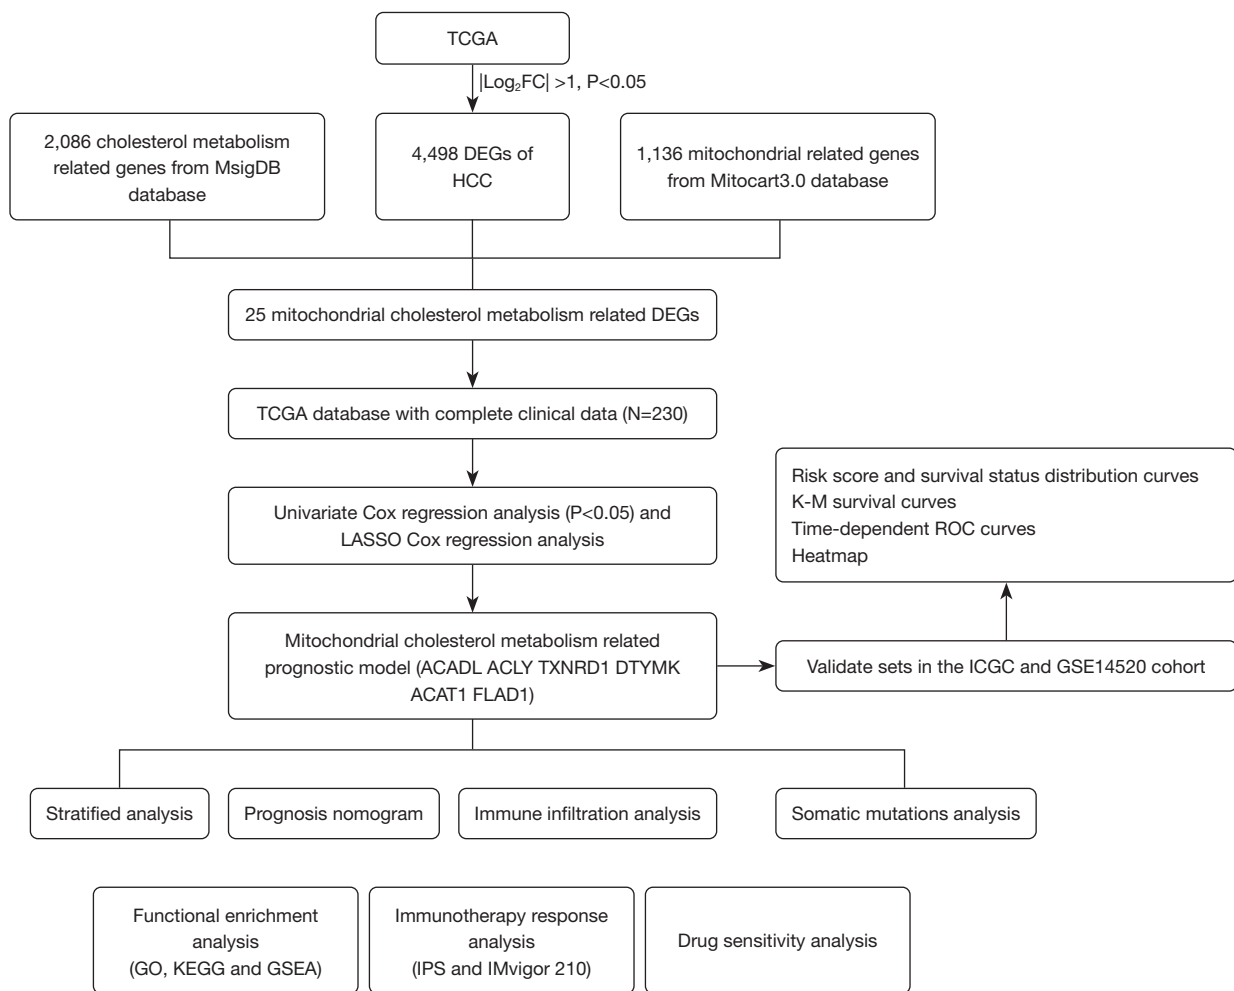 TCGA
|Log₂FC| >1, P<0.05
2,086 cholesterol metabolism
related genes from MsigDB
database
4,498 DEGs of
HCC
1,136 mitochondrial related genes
from Mitocart3.0 database
25 mitochondrial cholesterol metabolism related DEGs
TCGA database with complete clinical data (N=230)
Univariate Cox regression analysis (P<0.05) and
LASSO Cox regression analysis
Risk score and survival status distribution curves
K-M survival curves
Time-dependent ROC curves
Heatmap
Mitochondrial cholesterol metabolism related
prognostic model (ACADL ACLY TXNRD1 DTYMK
ACAT1 FLAD1)
Validate sets in the ICGC and GSE14520 cohort
Stratified analysis
Prognosis nomogram
Immune infiltration analysis
Somatic mutations analysis
Functional enrichment
analysis
(GO, KEGG and GSEA)
Immunotherapy response
analysis
(IPS and IMvigor 210)
Drug sensitivity analysis